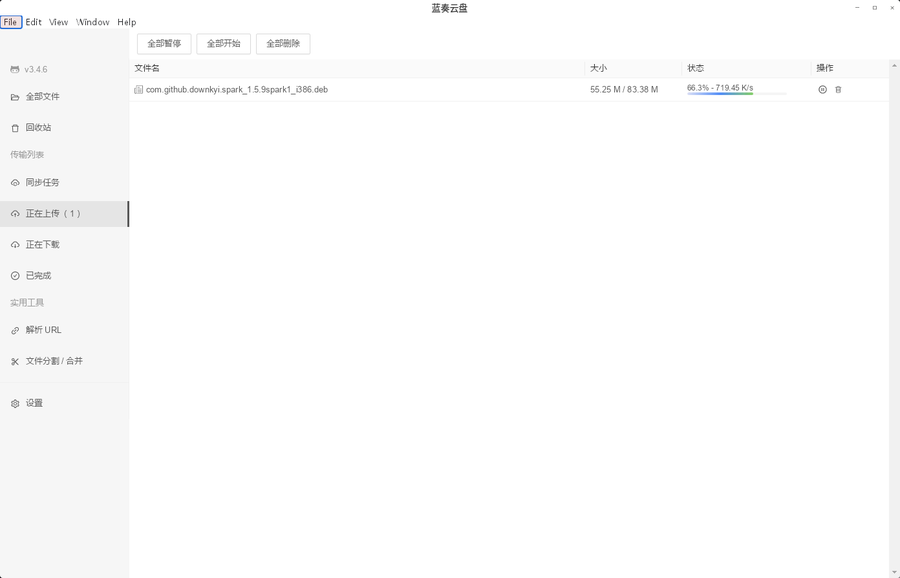 蓝奏云盘
File Edit View Window Help
全部暂停 全部开始 全部删除
v3.4.6
全部文件
回收站
传输列表
同步任务
正在上传（1）
正在下载
已完成
实用工具
解析 URL
文件分割 / 合并
设置
文件名 大小 状态 操作
com.github.downkyi.spark_1.5.9spark1_i386.deb 55.25 M / 83.38 M 66.3% - 719.45 K/s